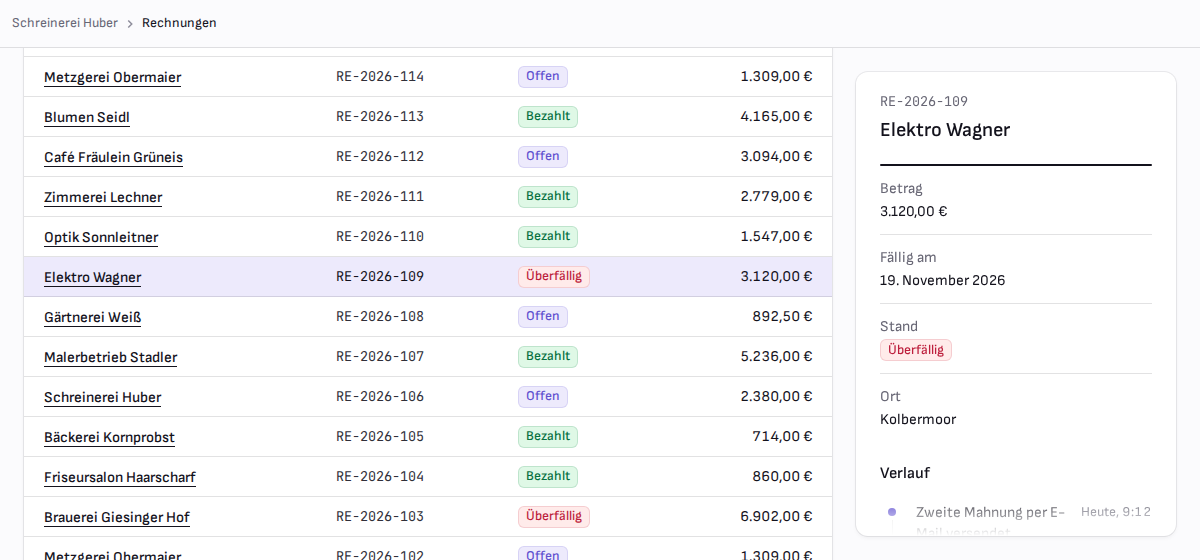 Schreinerei Huber > Rechnungen
Metzgerei Obermaier RE-2026-114 Offen 1.309,00 €
Blumen Seidl RE-2026-113 Bezahlt 4.165,00 €
Café Fräulein Grüneis RE-2026-112 Offen 3.094,00 €
Zimmerei Lechner RE-2026-111 Bezahlt 2.779,00 €
Optik Sonnleitner RE-2026-110 Bezahlt 1.547,00 €
Elektro Wagner RE-2026-109 Überfällig 3.120,00 €
Gärtnerei Weiß RE-2026-108 Offen 892,50 €
Malerbetrieb Stadler RE-2026-107 Bezahlt 5.236,00 €
Schreinerei Huber RE-2026-106 Offen 2.380,00 €
Bäckerei Kornprobst RE-2026-105 Bezahlt 714,00 €
Friseursalon Haarscharf RE-2026-104 Bezahlt 860,00 €
Brauerei Giesinger Hof RE-2026-103 Überfällig 6.902,00 €
Metzgerei Obermaier RE-2026-102 Offen 1.309,00 €
RE-2026-109
Elektro Wagner
Betrag
3.120,00 €
Fällig am
19. November 2026
Stand
Überfällig
Ort
Kolbermoor
Verlauf
Zweite Mahnung per E- Heute, 9:12
Mail versendet